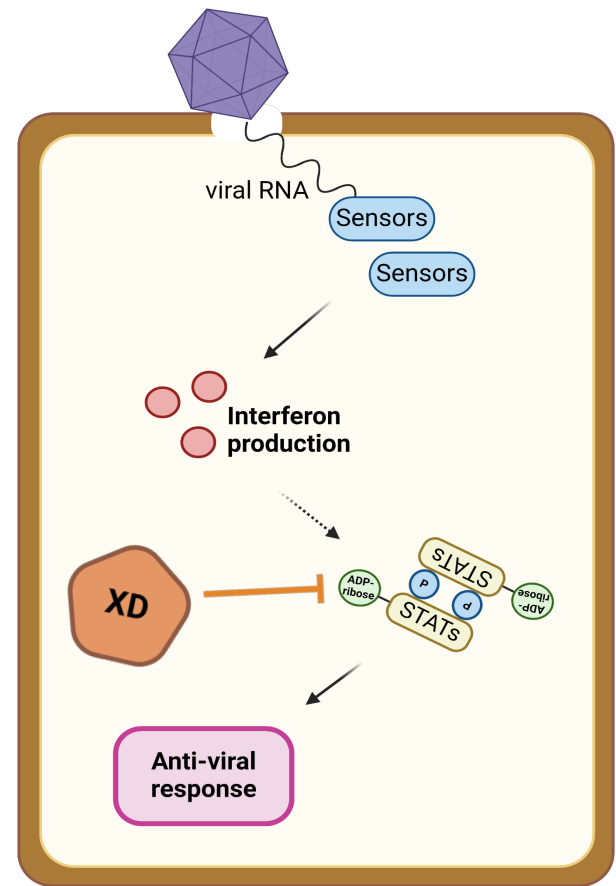 viral RNA
Sensors
Sensors
Interferon
production
XD
ADP-
ribose
P
P
STATs
STATs
ADP-
ribose
Anti-viral
response